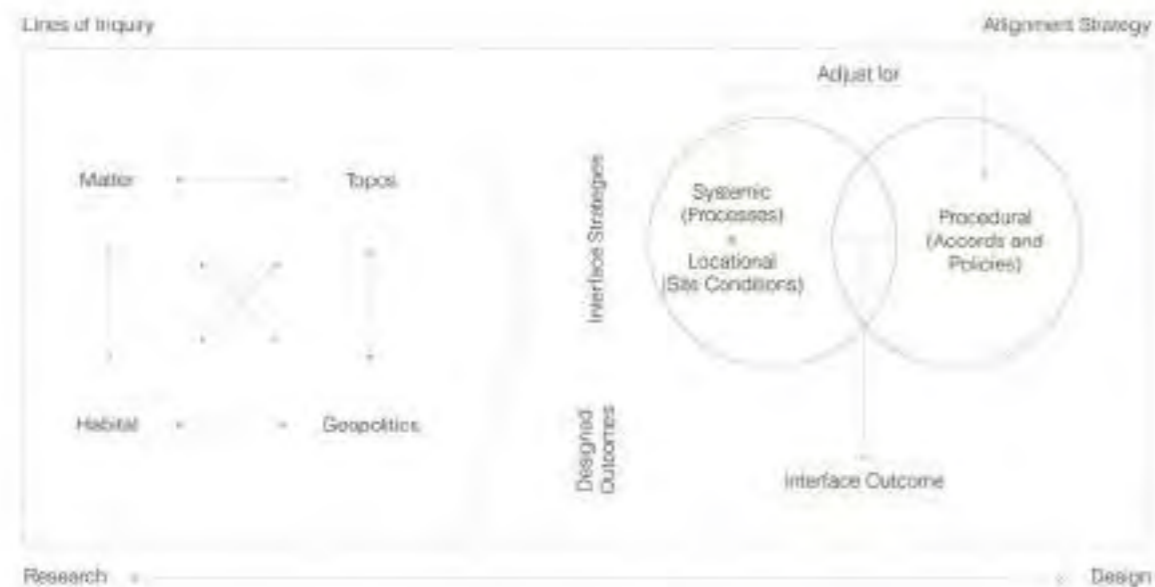 Lines of Inquiry
Alignment Strategy
Adjust for
Matter
Topos
Habitat
Geopolitics
Interface Strategies
Systemic
(Processes)
+
Locational
(Site Conditions)
Procedural
(Accords and
Policies)
Designed
Outcomes
Interface Outcome
Research
Design